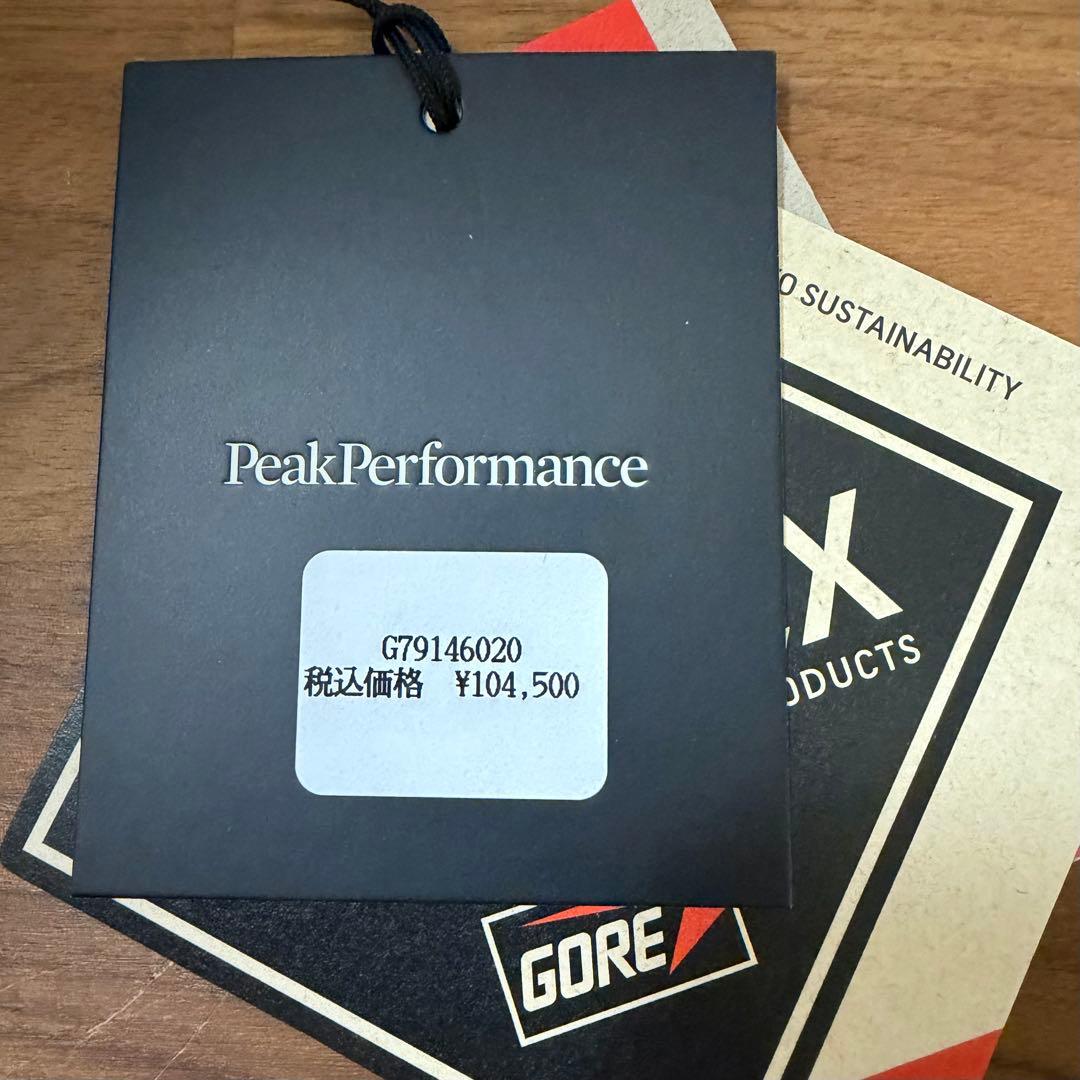 PeakPerformance
G79146020
税込価格 ¥104,500
O SUSTAINABILITY
X
ODUCTS
GORE